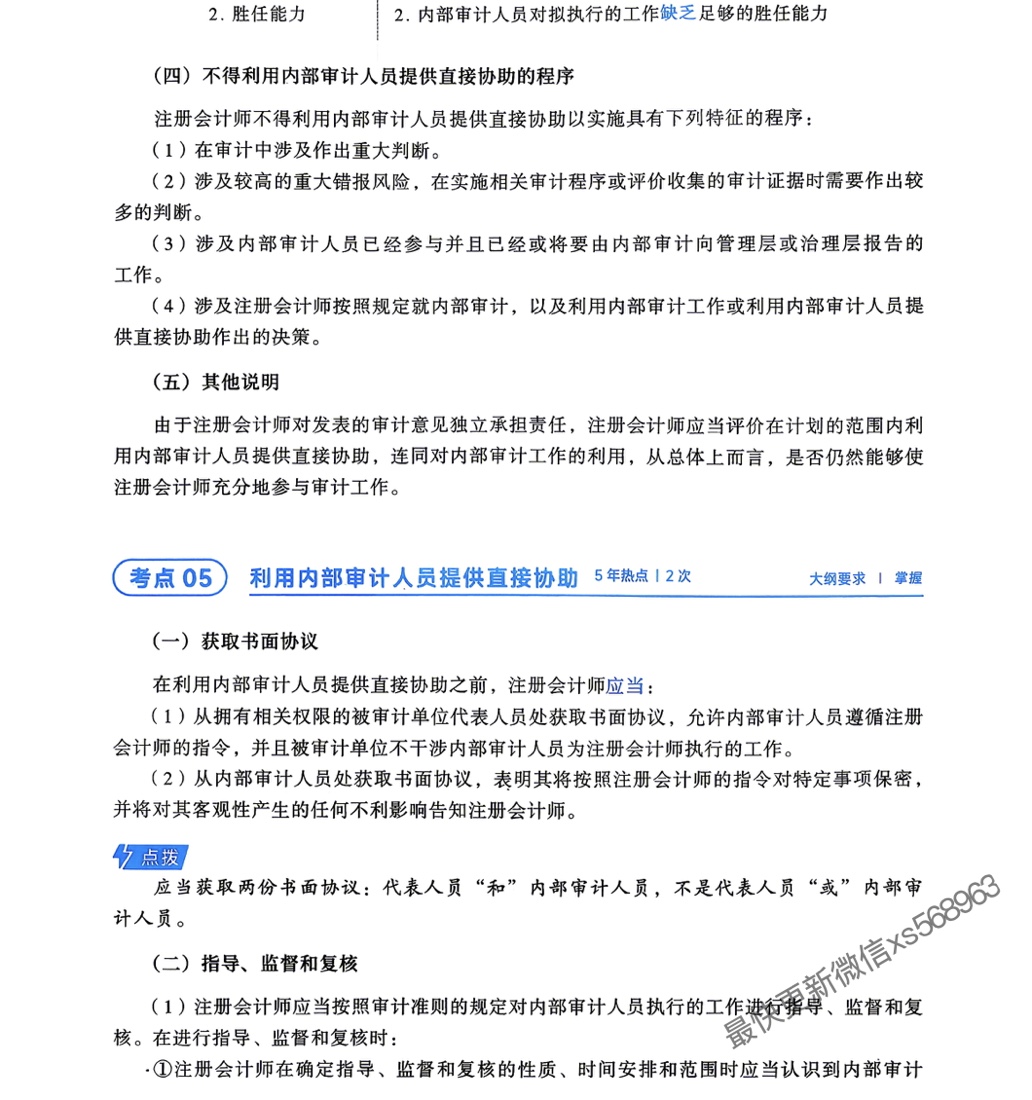 2. 胜任能力
2. 内部审计人员对拟执行的工作缺乏足够的胜任能力
（四）不得利用内部审计人员提供直接协助的程序
注册会计师不得利用内部审计人员提供直接协助以实施具有下列特征的程序：
（1）在审计中涉及作出重大判断。
（2）涉及较高的重大错报风险，在实施相关审计程序或评价收集的审计证据时需要作出较
多的判断。
（3）涉及内部审计人员已经参与并且已经或将要由内部审计向管理层或治理层报告的
工作。
（4）涉及注册会计师按照规定就内部审计，以及利用内部审计工作或利用内部审计人员提
供直接协助作出的决策。
（五）其他说明
由于注册会计师对发表的审计意见独立承担责任，注册会计师应当评价在计划的范围内利
用内部审计人员提供直接协助，连同对内部审计工作的利用，从总体上而言，是否仍然能够使
注册会计师充分地参与审计工作。
考点 05 利用内部审计人员提供直接协助 5 年热点 | 2 次 大纲要求 | 掌握
（一）获取书面协议
在利用内部审计人员提供直接协助之前，注册会计师应当：
（1）从拥有相关权限的被审计单位代表人员处获取书面协议，允许内部审计人员遵循注册
会计师的指令，并且被审计单位不干涉内部审计人员为注册会计师执行的工作。
（2）从内部审计人员处获取书面协议，表明其将按照注册会计师的指令对特定事项保密，
并将对其客观性产生的任何不利影响告知注册会计师。
点拨
应当获取两份书面协议：代表人员“和”内部审计人员，不是代表人员“或”内部审
计人员。
（二）指导、监督和复核
（1）注册会计师应当按照审计准则的规定对内部审计人员执行的工作进行指导、监督和复
核。在进行指导、监督和复核时：
①注册会计师在确定指导、监督和复核的性质、时间安排和范围时应当认识到内部审计
最快更新微信xs568963